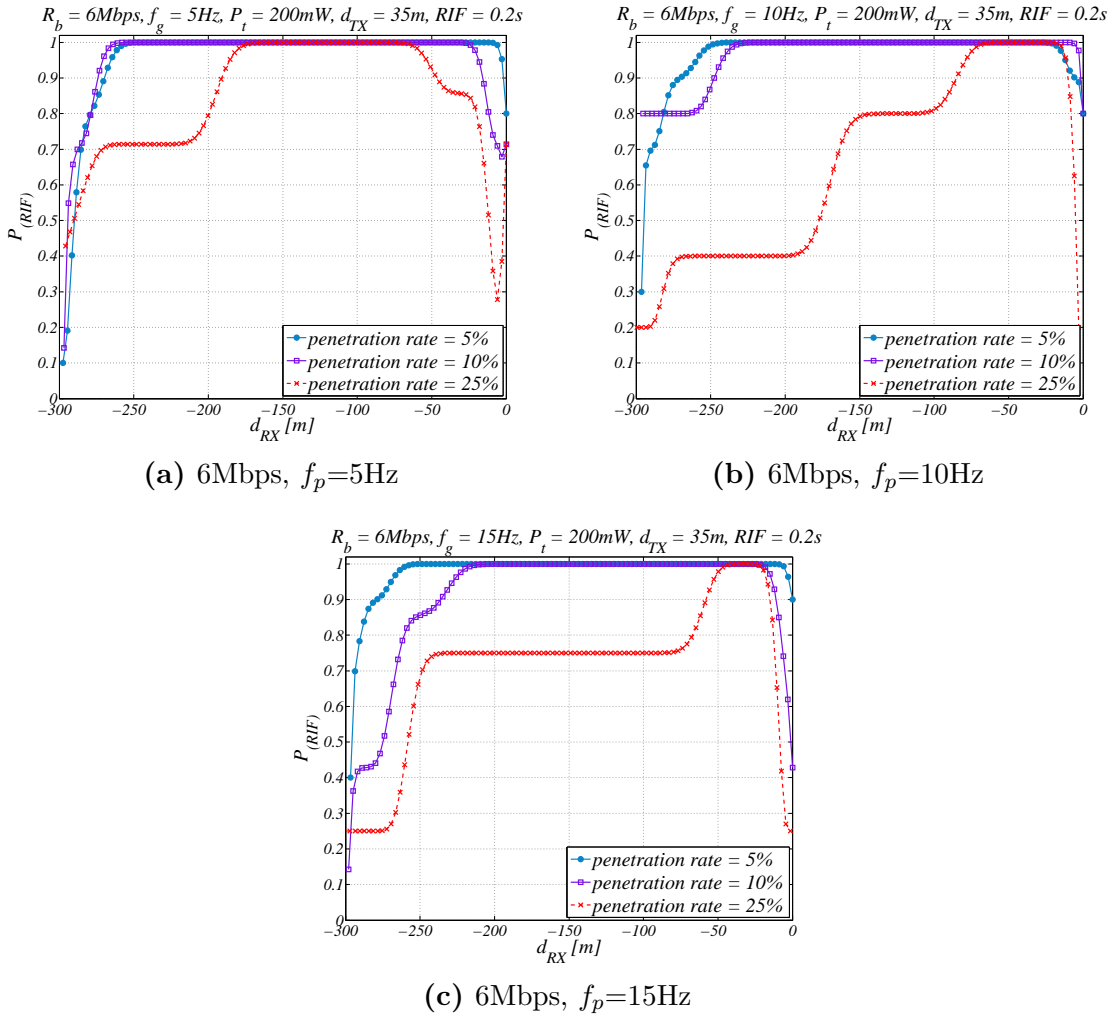 R_b = 6Mbps, f_g = 5Hz, P_t = 200mW, d_TX = 35m, RIF = 0.2s
1
0.9
0.8
0.7
0.6
0.5
0.4
0.3
0.2
0.1
0
P_(RIF)
penetration rate = 5%
penetration rate = 10%
penetration rate = 25%
−300 −250 −200 −150 −100 −50 0
d_RX [m]
(a) 6Mbps, f_p=5Hz
R_b = 6Mbps, f_g = 10Hz, P_t = 200mW, d_TX = 35m, RIF = 0.2s
1
0.9
0.8
0.7
0.6
0.5
0.4
0.3
0.2
0.1
0
P_(RIF)
penetration rate = 5%
penetration rate = 10%
penetration rate = 25%
−300 −250 −200 −150 −100 −50 0
d_RX [m]
(b) 6Mbps, f_p=10Hz
R_b = 6Mbps, f_g = 15Hz, P_t = 200mW, d_TX = 35m, RIF = 0.2s
1
0.9
0.8
0.7
0.6
0.5
0.4
0.3
0.2
0.1
0
P_(RIF)
penetration rate = 5%
penetration rate = 10%
penetration rate = 25%
−300 −250 −200 −150 −100 −50 0
d_RX [m]
(c) 6Mbps, f_p=15Hz